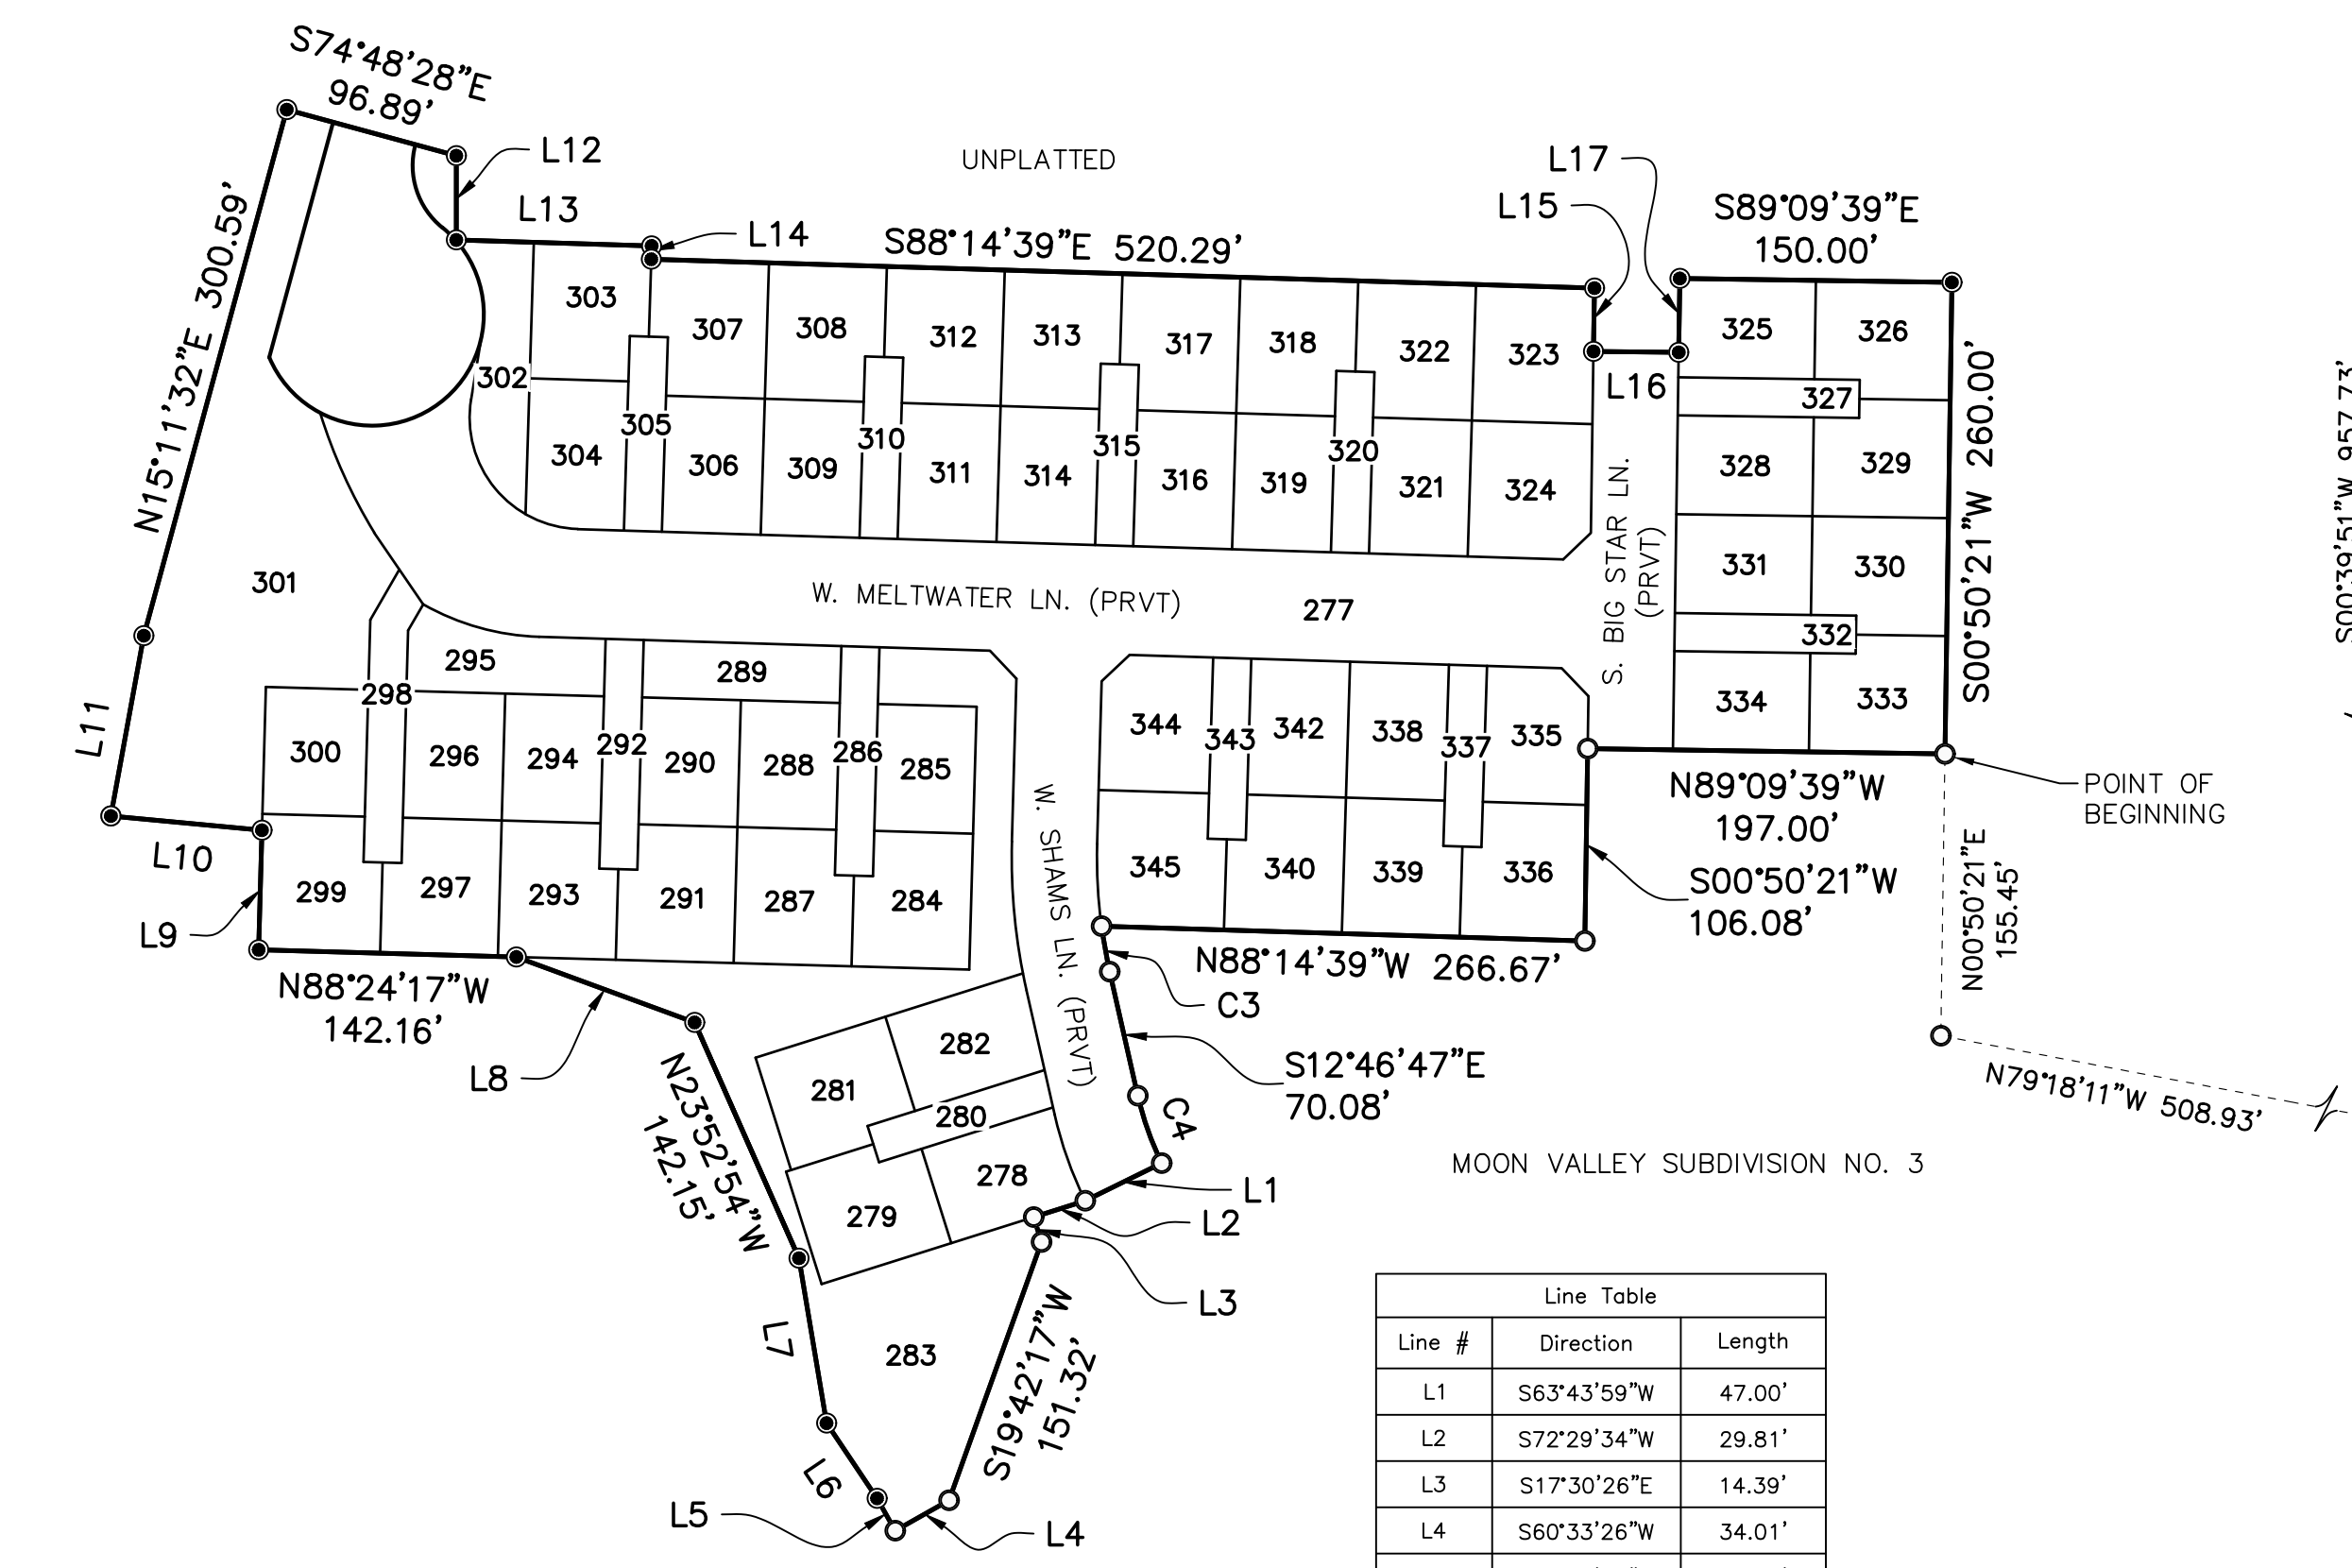 S74°48'28"E
96.89'
L12
L13
L14
UNPLATTED
S88°14'39"E 520.29'
L17
L15
S89°09'39"E
150.00'
L16
N15°11'32"E 300.59'
S00°50'21"W 260.00'
S00°39'51"W 957.73'
303
307
308
312
313
317
318
322
323
325
326
302
305
310
315
320
327
304
306
309
311
314
316
319
321
324
328
329
S. BIG STAR LN.
(PRVT)
331
330
301
W. MELTWATER LN. (PRVT)
277
332
295
289
298
334
333
L11
300
296
294
292
290
288
286
285
344
343
342
338
337
335
POINT OF
BEGINNING
N89°09'39"W
197.00'
L10
W. SHAMS LN. (PRVT)
345
340
339
336
S00°50'21"W
106.08'
N00°50'21"E
155.45'
299
297
293
291
287
284
L9
N88°24'17"W
142.16'
N88°14'39"W 266.67'
C3
L8
282
281
280
S12°46'47"E
70.08'
C4
N79°18'11"W 508.93'
N23°52'54"W
142.15'
MOON VALLEY SUBDIVISION NO. 3
278
279
L1
L2
L3
L7
283
S19°42'17"W
151.32'
L6
L5
L4
Line Table
Line # Direction Length
L1 S63°43'59"W 47.00'
L2 S72°29'34"W 29.81'
L3 S17°30'26"E 14.39'
L4 S60°33'26"W 34.01'